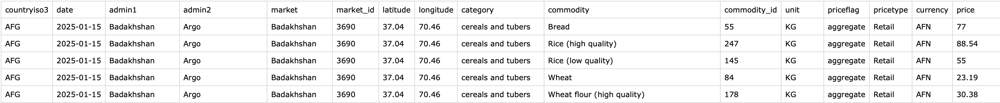 countryiso3 date admin1 admin2 market market_id latitude longitude category commodity commodity_id unit priceflag pricetype currency price
AFG 2025-01-15 Badakhshan Argo Badakhshan 3690 37.04 70.46 cereals and tubers Bread 55 KG aggregate Retail AFN 77
AFG 2025-01-15 Badakhshan Argo Badakhshan 3690 37.04 70.46 cereals and tubers Rice (high quality) 247 KG aggregate Retail AFN 88.54
AFG 2025-01-15 Badakhshan Argo Badakhshan 3690 37.04 70.46 cereals and tubers Rice (low quality) 145 KG aggregate Retail AFN 55
AFG 2025-01-15 Badakhshan Argo Badakhshan 3690 37.04 70.46 cereals and tubers Wheat 84 KG aggregate Retail AFN 23.19
AFG 2025-01-15 Badakhshan Argo Badakhshan 3690 37.04 70.46 cereals and tubers Wheat flour (high quality) 178 KG aggregate Retail AFN 30.38